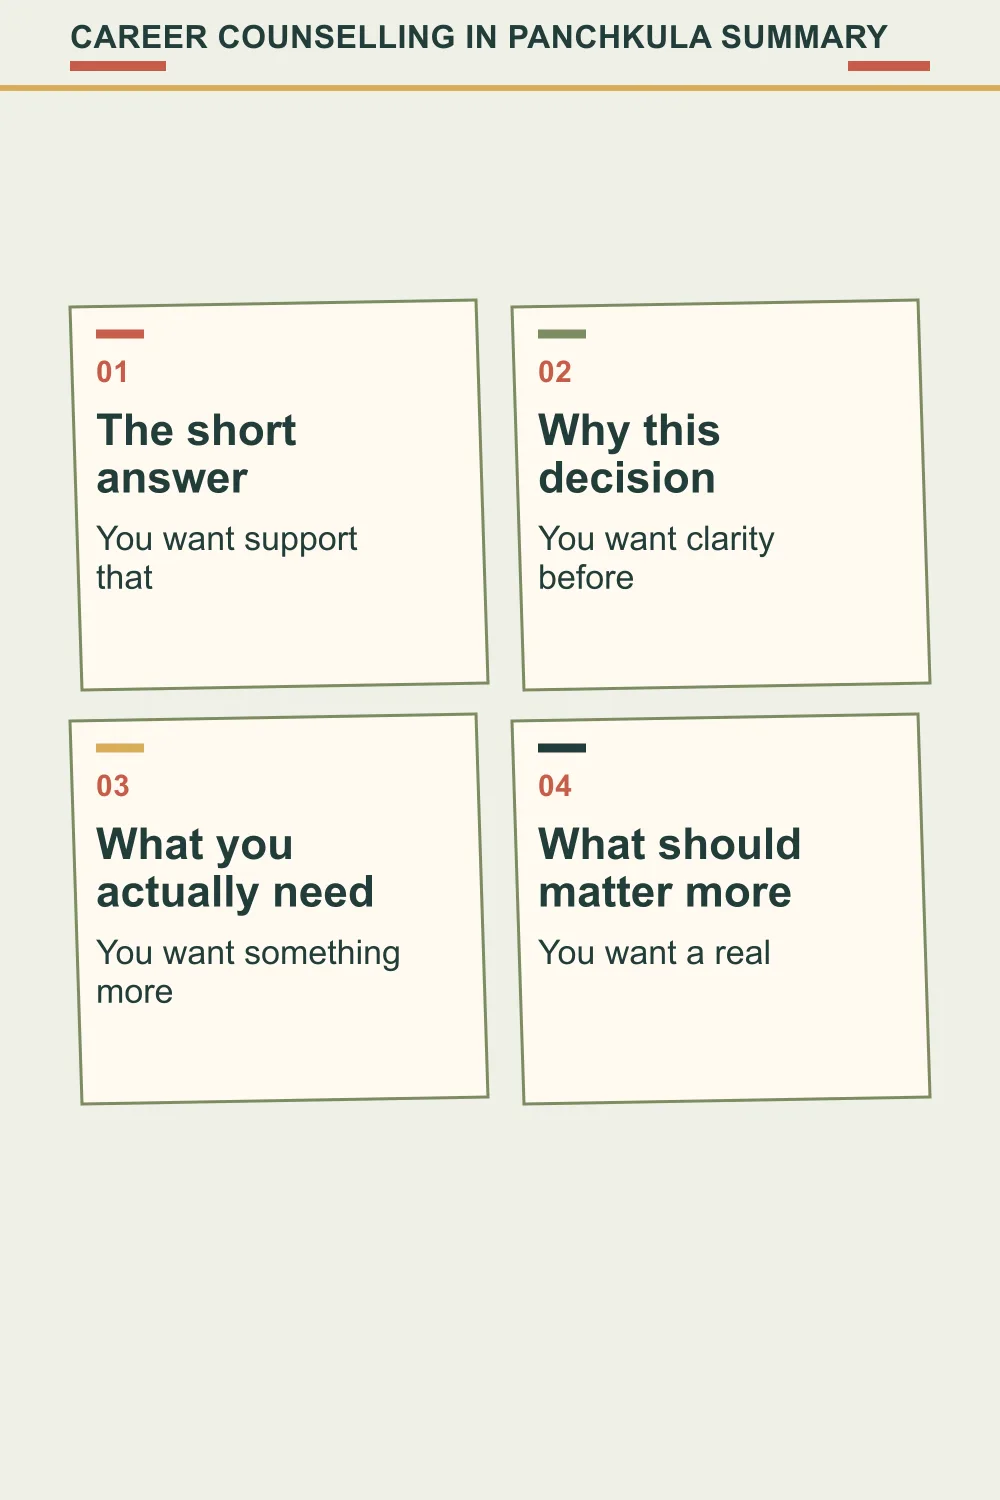 CAREER COUNSELLING IN PANCHKULA SUMMARY
01
The short
answer
You want support
that
02
Why this
decision
You want clarity
before
03
What you
actually need
You want something
more
04
What should
matter more
You want a real